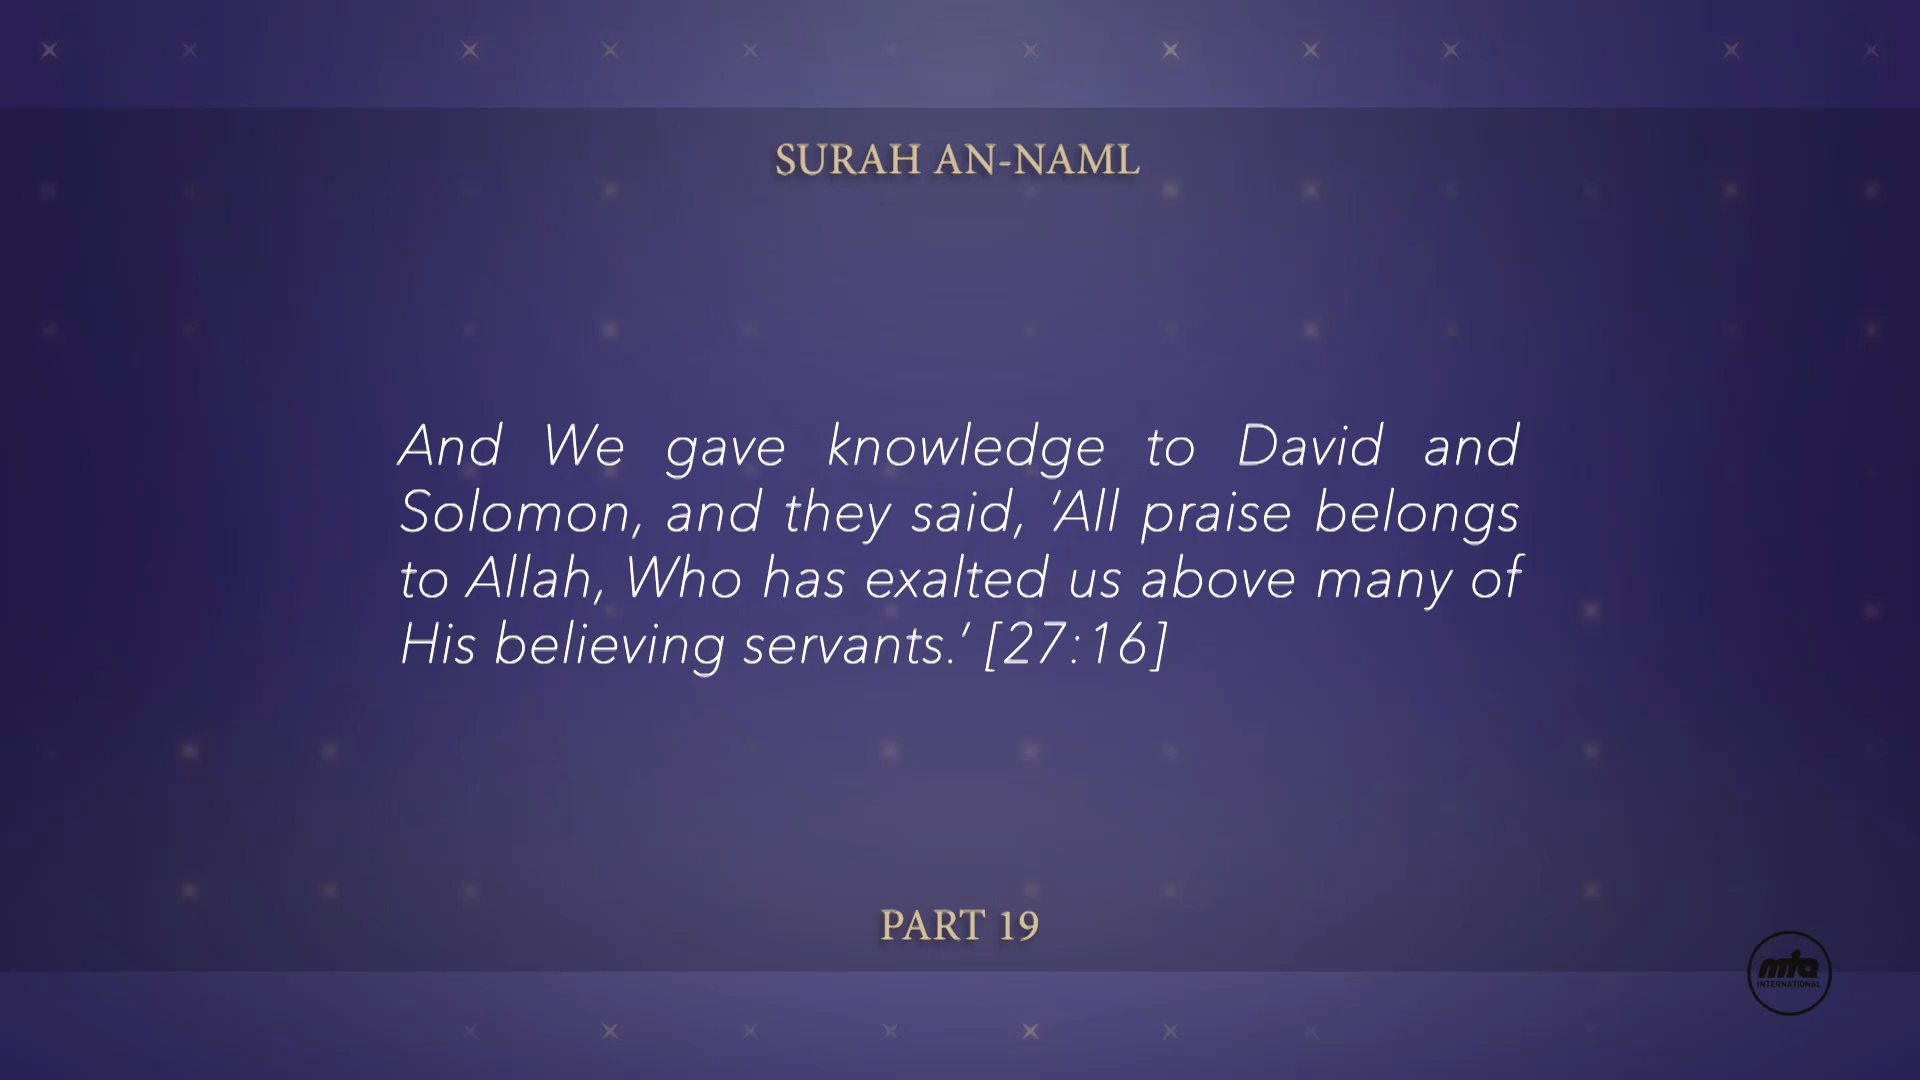 SURAH AN-NAML
And We gave knowledge to David and
Solomon, and they said, ‘All praise belongs
to Allah, Who has exalted us above many of
His believing servants.’ [27:16]
PART 19
mta
INTERNATIONAL